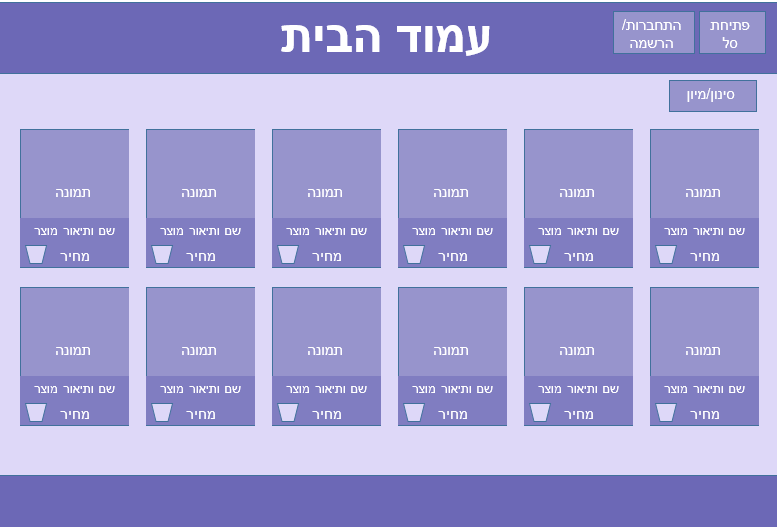 פתיחת
סל
התחברות/
הרשמה
עמוד הבית
סינון/מיון
תמונה תמונה תמונה תמונה תמונה תמונה
שם ותיאור מוצר שם ותיאור מוצר שם ותיאור מוצר שם ותיאור מוצר שם ותיאור מוצר שם ותיאור מוצר
מחיר מחיר מחיר מחיר מחיר מחיר
תמונה תמונה תמונה תמונה תמונה תמונה
שם ותיאור מוצר שם ותיאור מוצר שם ותיאור מוצר שם ותיאור מוצר שם ותיאור מוצר שם ותיאור מוצר
מחיר מחיר מחיר מחיר מחיר מחיר